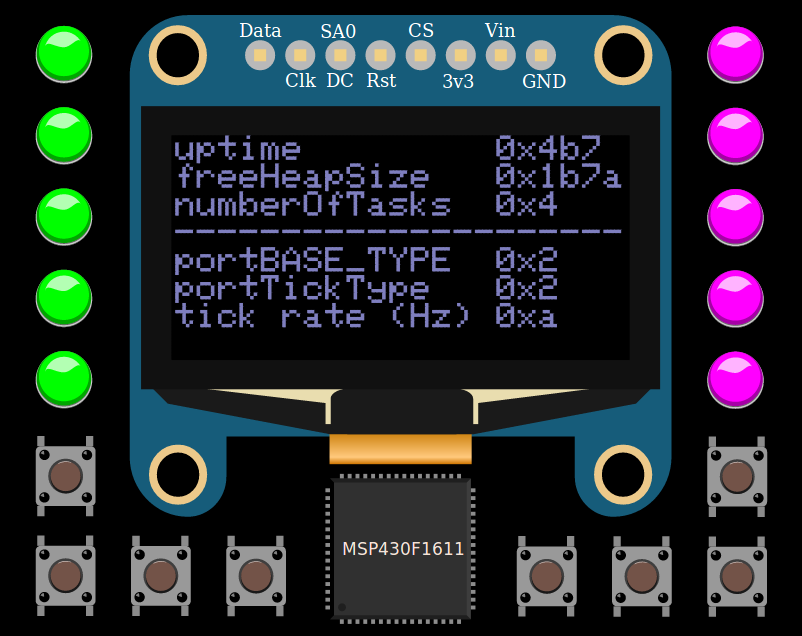 Data SA0 CS Vin
Clk DC Rst 3v3 GND
uptime 0x4b7
freeHeapSize 0x1b7a
numberOfTasks 0x4
-------------------------
portBASE_TYPE 0x2
portTickType 0x2
tick rate (Hz) 0xa
MSP430F1611